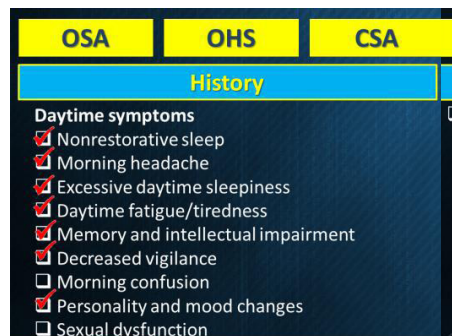 OSA OHS CSA
History
Daytime symptoms
Nonrestorative sleep
Morning headache
Excessive daytime sleepiness
Daytime fatigue/tiredness
Memory and intellectual impairment
Decreased vigilance
Morning confusion
Personality and mood changes
Sexual dysfunction